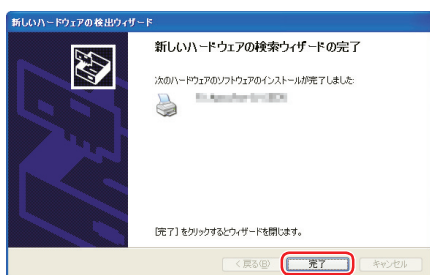 新しいハードウェアの検出ウィザード
新しいハードウェアの検索ウィザードの完了
次のハードウェアのソフトウェアのインストールが完了しました:
[完了] をクリックするとウィザードを閉じます。
< 戻る(B)
完了
キャンセル